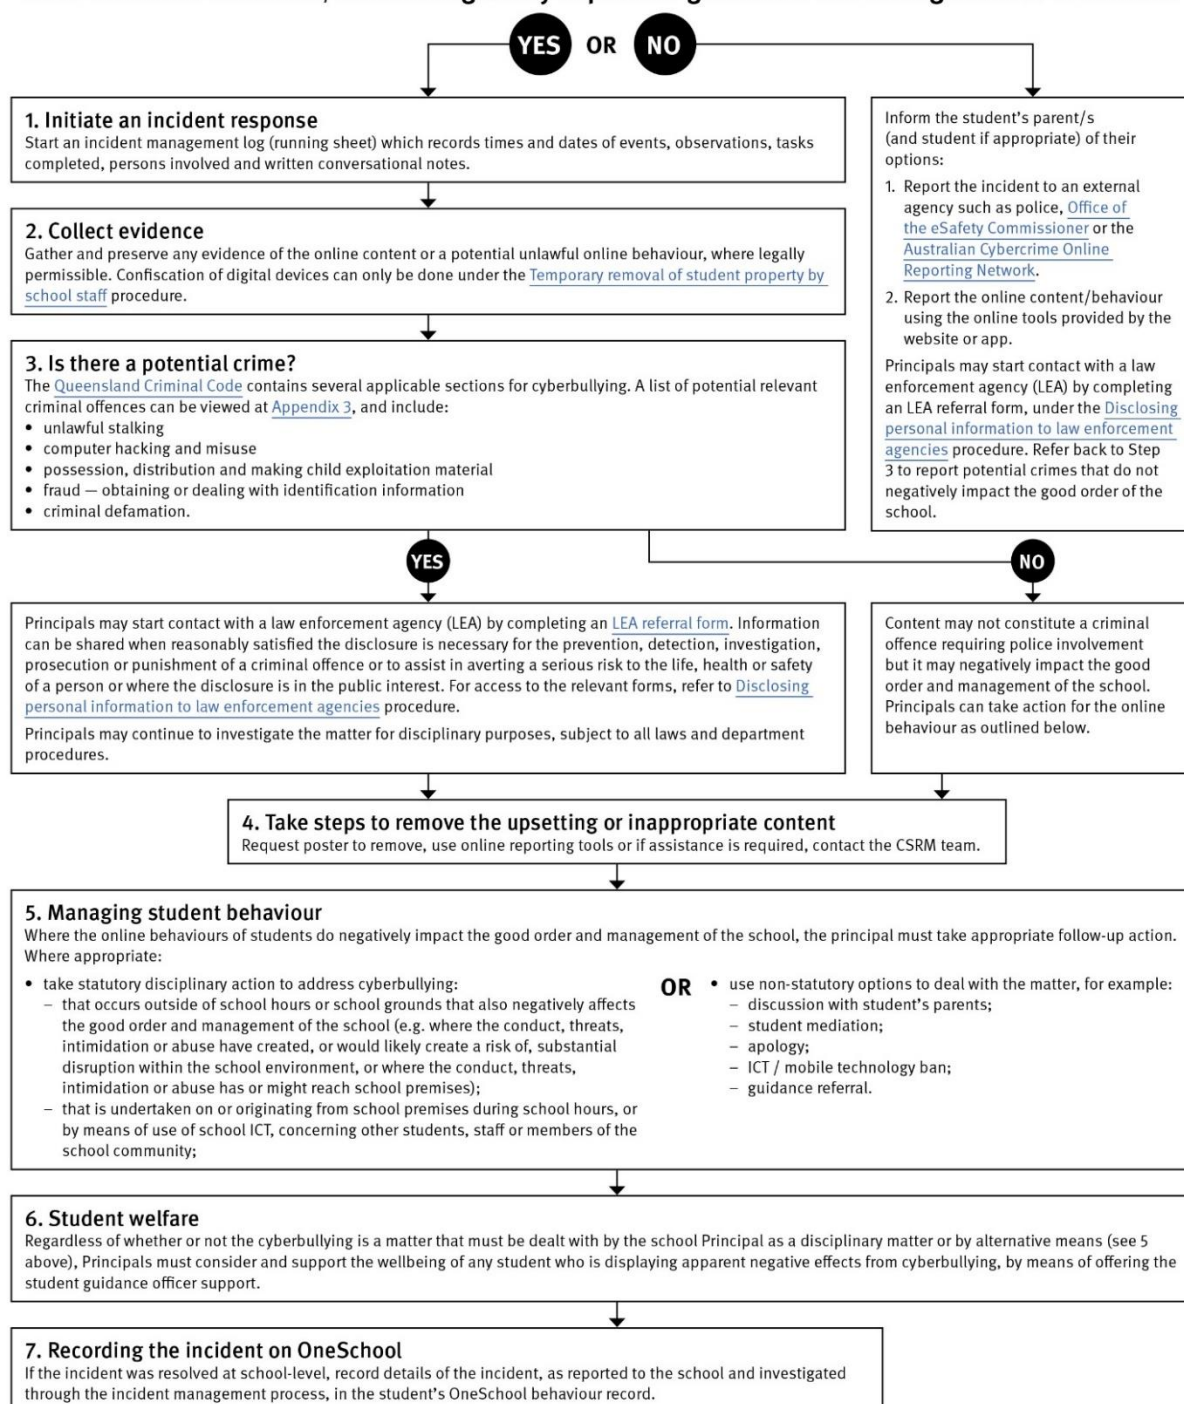 YES OR NO
1. Initiate an incident response
Start an incident management log (running sheet) which records times and dates of events, observations, tasks
completed, persons involved and written conversational notes.
2. Collect evidence
Gather and preserve any evidence of the online content or a potential unlawful online behaviour, where legally
permissible. Confiscation of digital devices can only be done under the Temporary removal of student property by
school staff procedure.
3. Is there a potential crime?
The Queensland Criminal Code contains several applicable sections for cyberbullying. A list of potential relevant
criminal offences can be viewed at Appendix 3, and include:
• unlawful stalking
• computer hacking and misuse
• possession, distribution and making child exploitation material
• fraud — obtaining or dealing with identification information
• criminal defamation.
Inform the student's parent/s
(and student if appropriate) of their
options:
1. Report the incident to an external
agency such as police, Office of
the eSafety Commissioner or the
Australian Cybercrime Online
Reporting Network.
2. Report the online content/behaviour
using the online tools provided by the
website or app.
Principals may start contact with a law
enforcement agency (LEA) by completing
an LEA referral form, under the Disclosing
personal information to law enforcement
agencies procedure. Refer back to Step
3 to report potential crimes that do not
negatively impact the good order of the
school.
YES
NO
Principals may start contact with a law enforcement agency (LEA) by completing an LEA referral form. Information
can be shared when reasonably satisfied the disclosure is necessary for the prevention, detection, investigation,
prosecution or punishment of a criminal offence or to assist in averting a serious risk to the life, health or safety
of a person or where the disclosure is in the public interest. For access to the relevant forms, refer to Disclosing
personal information to law enforcement agencies procedure.
Principals may continue to investigate the matter for disciplinary purposes, subject to all laws and department
procedures.
Content may not constitute a criminal
offence requiring police involvement
but it may negatively impact the good
order and management of the school.
Principals can take action for the online
behaviour as outlined below.
4. Take steps to remove the upsetting or inappropriate content
Request poster to remove, use online reporting tools or if assistance is required, contact the CSRM team.
5. Managing student behaviour
Where the online behaviours of students do negatively impact the good order and management of the school, the principal must take appropriate follow-up action.
Where appropriate:
• take statutory disciplinary action to address cyberbullying:
– that occurs outside of school hours or school grounds that also negatively affects
the good order and management of the school (e.g. where the conduct, threats,
intimidation or abuse have created, or would likely create a risk of, substantial
disruption within the school environment, or where the conduct, threats,
intimidation or abuse has or might reach school premises);
– that is undertaken on or originating from school premises during school hours, or
by means of use of school ICT, concerning other students, staff or members of the
school community;
OR
• use non-statutory options to deal with the matter, for example:
– discussion with student's parents;
– student mediation;
– apology;
– ICT / mobile technology ban;
– guidance referral.
6. Student welfare
Regardless of whether or not the cyberbullying is a matter that must be dealt with by the school Principal as a disciplinary matter or by alternative means (see 5
above), Principals must consider and support the wellbeing of any student who is displaying apparent negative effects from cyberbullying, by means of offering the
student guidance officer support.
7. Recording the incident on OneSchool
If the incident was resolved at school-level, record details of the incident, as reported to the school and investigated
through the incident management process, in the student's OneSchool behaviour record.